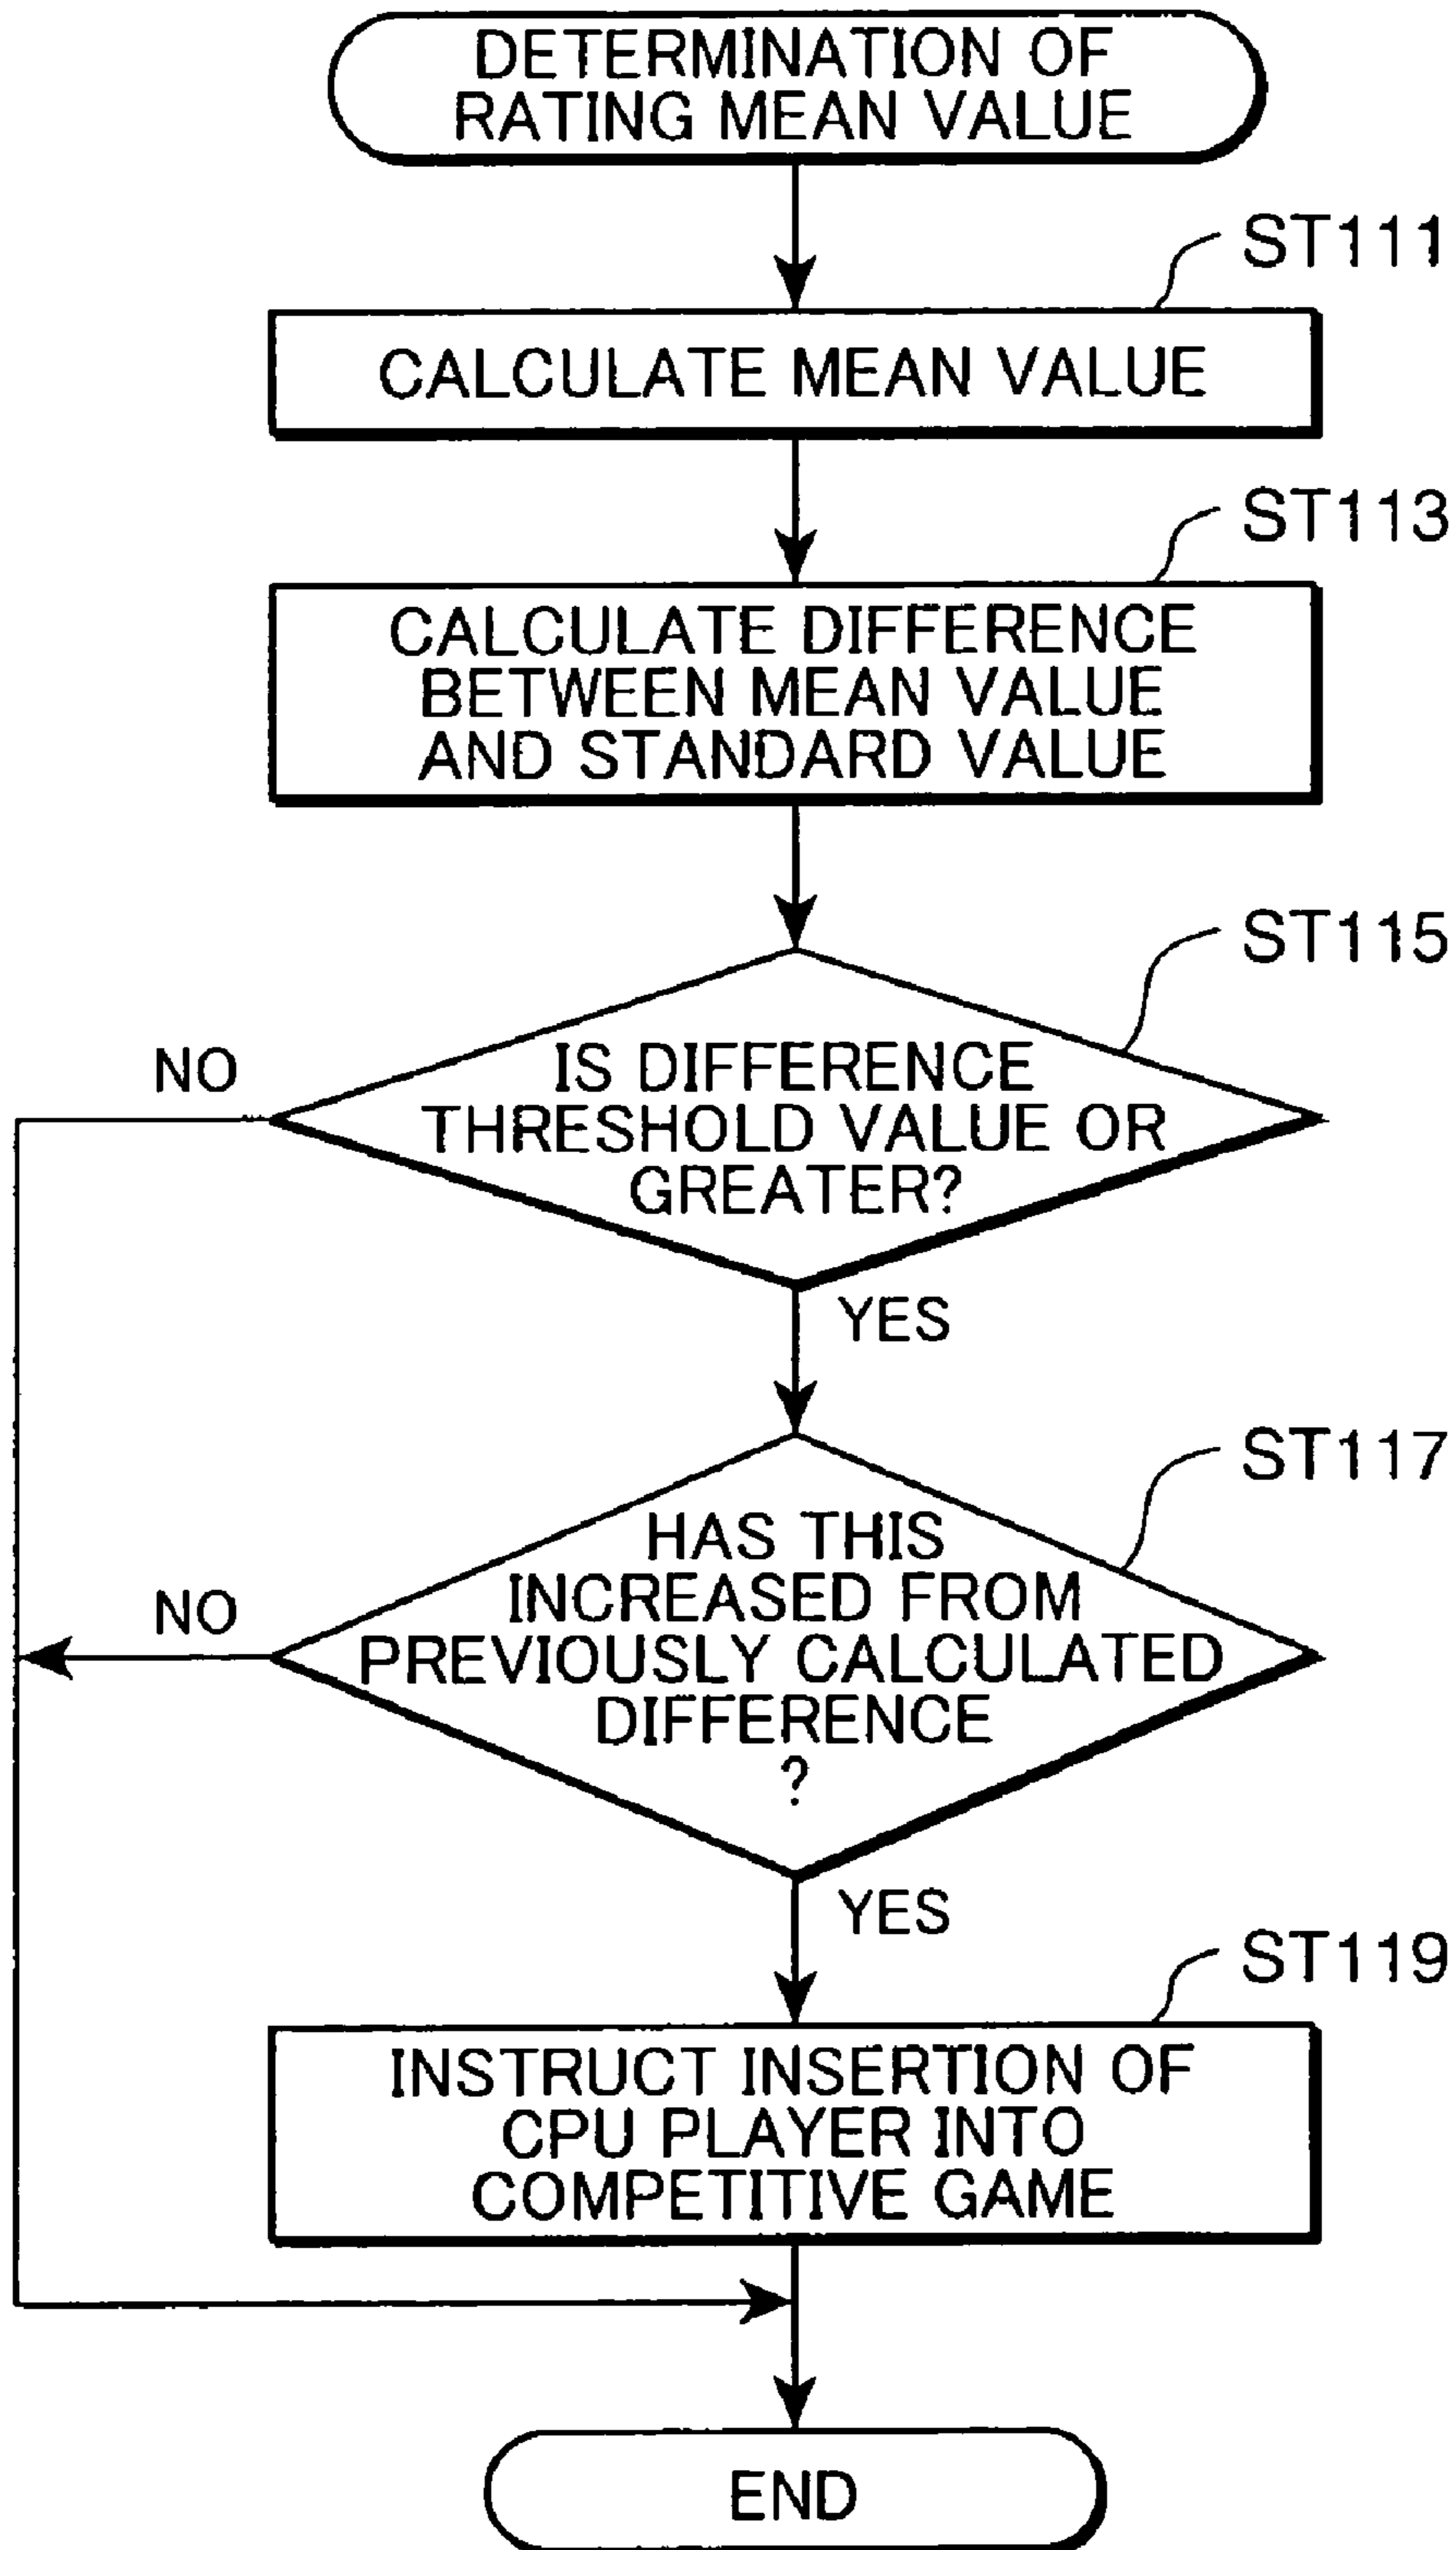 DETERMINATION OF
RATING MEAN VALUE
ST111
CALCULATE MEAN VALUE
ST113
CALCULATE DIFFERENCE
BETWEEN MEAN VALUE
AND STANDARD VALUE
ST115
NO
IS DIFFERENCE
THRESHOLD VALUE OR
GREATER?
YES
ST117
HAS THIS
INCREASED FROM
NO
PREVIOUSLY CALCULATED
DIFFERENCE
?
YES
ST119
INSTRUCT INSERTION OF
CPU PLAYER INTO
COMPETITIVE GAME
END